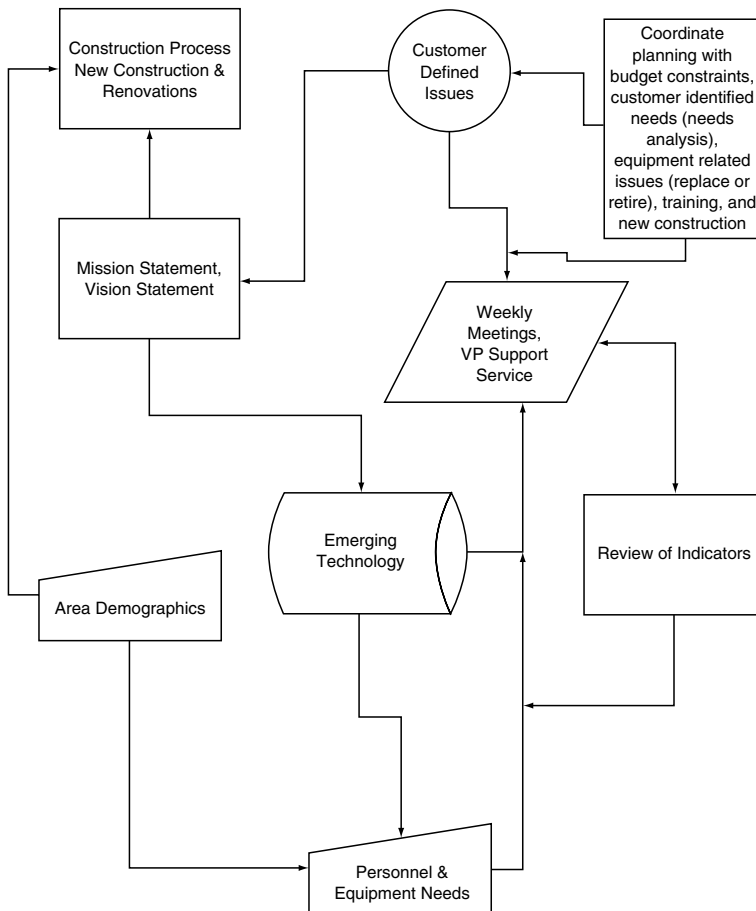 Construction Process
New Construction &
Renovations
Customer
Defined
Issues
Coordinate
planning with
budget constraints,
customer identified
needs (needs
analysis),
equipment related
issues (replace or
retire), training, and
new construction
Mission Statement,
Vision Statement
Weekly
Meetings,
VP Support
Service
Emerging
Technology
Review of Indicators
Area Demographics
Personnel &
Equipment Needs